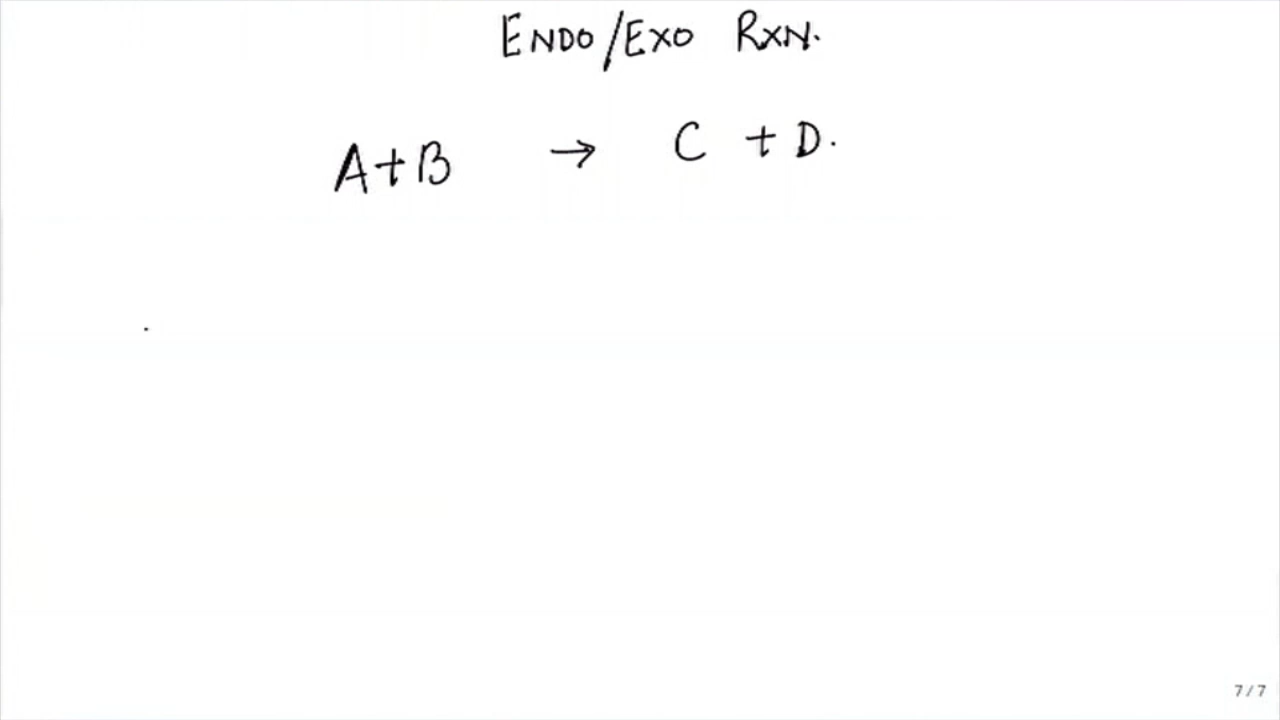 ENDO/EXO RXN.
A+B → C + D.
7/7